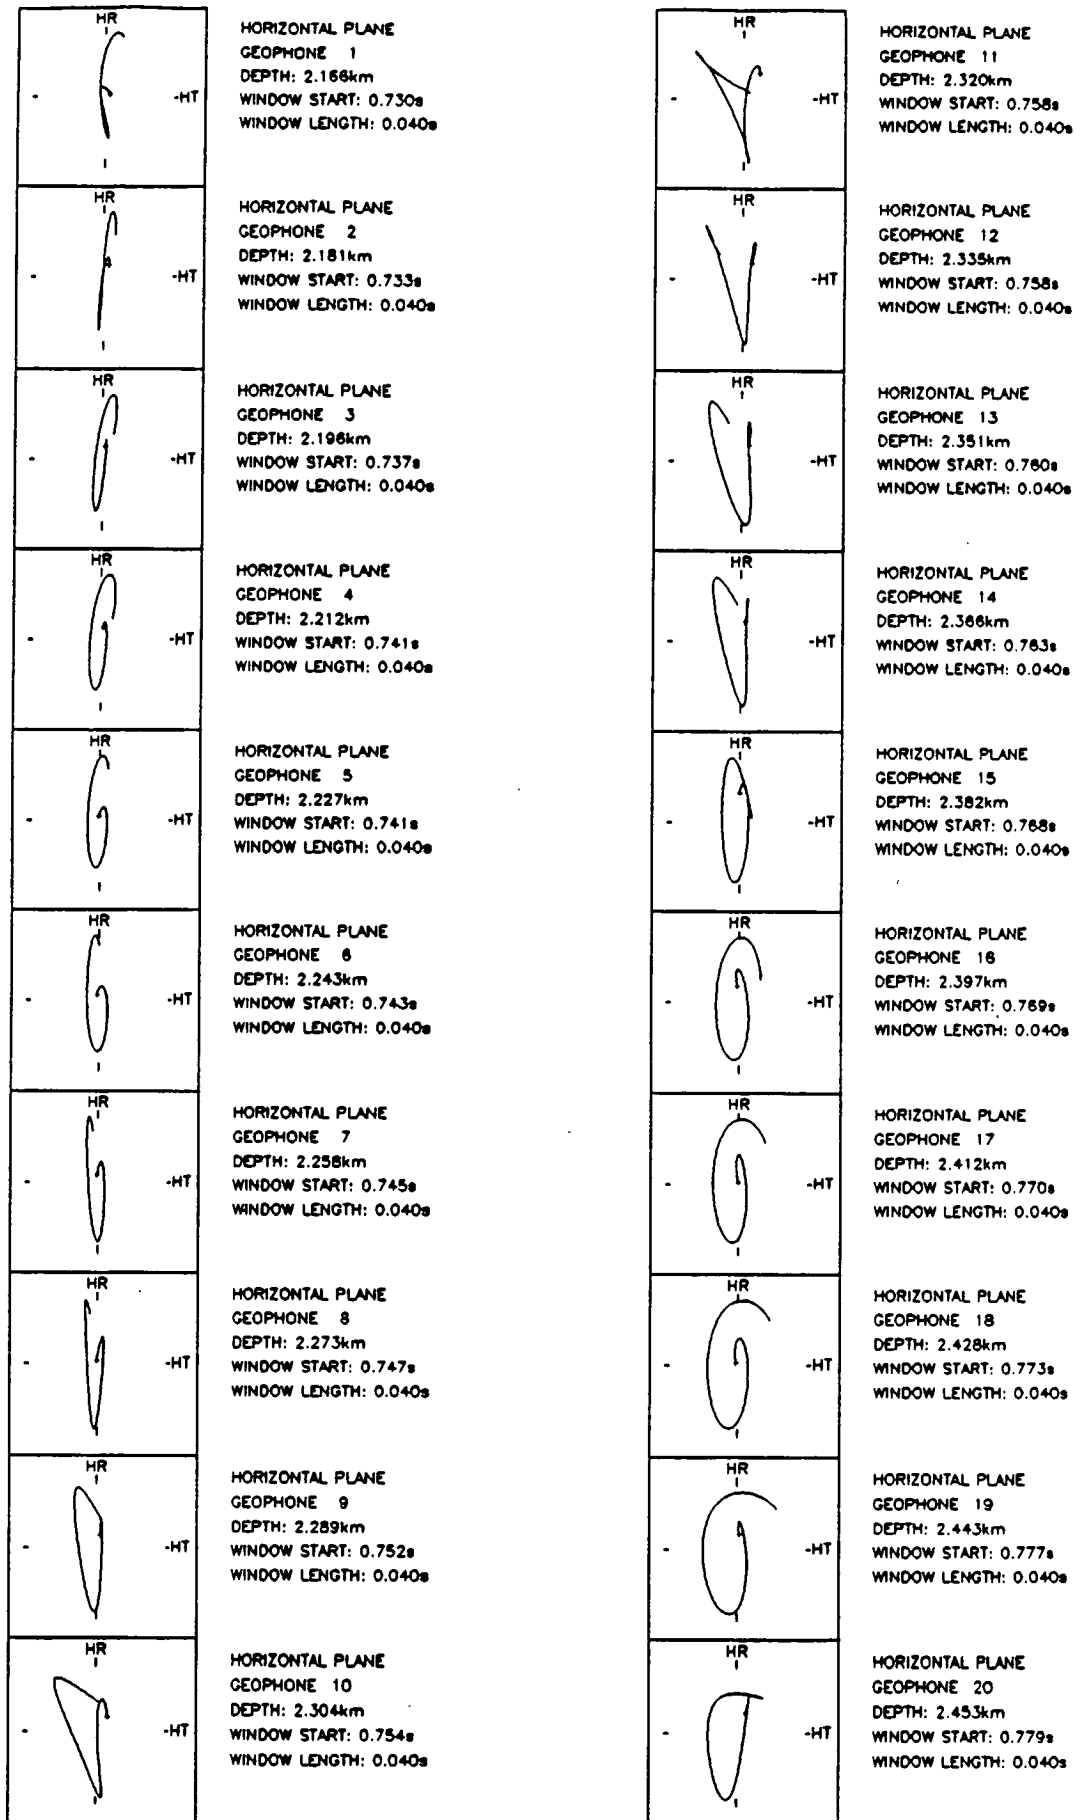 HR
-HT
HORIZONTAL PLANE
GEOPHONE 1
DEPTH: 2.166km
WINDOW START: 0.730s
WINDOW LENGTH: 0.040s
HR
-HT
HORIZONTAL PLANE
GEOPHONE 2
DEPTH: 2.181km
WINDOW START: 0.733s
WINDOW LENGTH: 0.040s
HR
-HT
HORIZONTAL PLANE
GEOPHONE 3
DEPTH: 2.196km
WINDOW START: 0.737s
WINDOW LENGTH: 0.040s
HR
-HT
HORIZONTAL PLANE
GEOPHONE 4
DEPTH: 2.212km
WINDOW START: 0.741s
WINDOW LENGTH: 0.040s
HR
-HT
HORIZONTAL PLANE
GEOPHONE 5
DEPTH: 2.227km
WINDOW START: 0.741s
WINDOW LENGTH: 0.040s
HR
-HT
HORIZONTAL PLANE
GEOPHONE 6
DEPTH: 2.243km
WINDOW START: 0.743s
WINDOW LENGTH: 0.040s
HR
-HT
HORIZONTAL PLANE
GEOPHONE 7
DEPTH: 2.258km
WINDOW START: 0.745s
WINDOW LENGTH: 0.040s
HR
-HT
HORIZONTAL PLANE
GEOPHONE 8
DEPTH: 2.273km
WINDOW START: 0.747s
WINDOW LENGTH: 0.040s
HR
-HT
HORIZONTAL PLANE
GEOPHONE 9
DEPTH: 2.289km
WINDOW START: 0.752s
WINDOW LENGTH: 0.040s
HR
-HT
HORIZONTAL PLANE
GEOPHONE 10
DEPTH: 2.304km
WINDOW START: 0.754s
WINDOW LENGTH: 0.040s
HR
-HT
HORIZONTAL PLANE
GEOPHONE 11
DEPTH: 2.320km
WINDOW START: 0.758s
WINDOW LENGTH: 0.040s
HR
-HT
HORIZONTAL PLANE
GEOPHONE 12
DEPTH: 2.335km
WINDOW START: 0.758s
WINDOW LENGTH: 0.040s
HR
-HT
HORIZONTAL PLANE
GEOPHONE 13
DEPTH: 2.351km
WINDOW START: 0.760s
WINDOW LENGTH: 0.040s
HR
-HT
HORIZONTAL PLANE
GEOPHONE 14
DEPTH: 2.366km
WINDOW START: 0.763s
WINDOW LENGTH: 0.040s
HR
-HT
HORIZONTAL PLANE
GEOPHONE 15
DEPTH: 2.382km
WINDOW START: 0.768s
WINDOW LENGTH: 0.040s
HR
-HT
HORIZONTAL PLANE
GEOPHONE 16
DEPTH: 2.397km
WINDOW START: 0.769s
WINDOW LENGTH: 0.040s
HR
-HT
HORIZONTAL PLANE
GEOPHONE 17
DEPTH: 2.412km
WINDOW START: 0.770s
WINDOW LENGTH: 0.040s
HR
-HT
HORIZONTAL PLANE
GEOPHONE 18
DEPTH: 2.428km
WINDOW START: 0.773s
WINDOW LENGTH: 0.040s
HR
-HT
HORIZONTAL PLANE
GEOPHONE 19
DEPTH: 2.443km
WINDOW START: 0.777s
WINDOW LENGTH: 0.040s
HR
-HT
HORIZONTAL PLANE
GEOPHONE 20
DEPTH: 2.453km
WINDOW START: 0.779s
WINDOW LENGTH: 0.040s